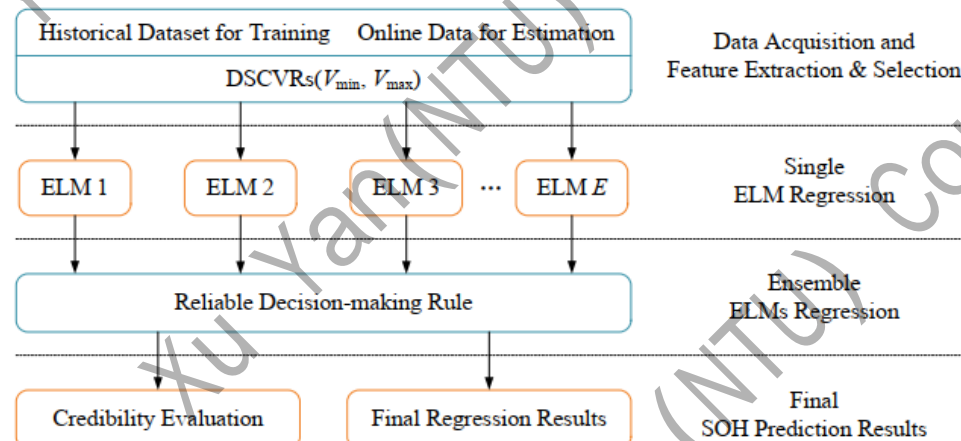 Historical Dataset for Training Online Data for Estimation
DSCVRs(Vmin, Vmax)
Data Acquisition and
Feature Extraction & Selection
ELM 1
ELM 2
ELM 3
...
ELM E
Single
ELM Regression
Reliable Decision-making Rule
Ensemble
ELMs Regression
Credibility Evaluation
Final Regression Results
Final
SOH Prediction Results
Xu Yan (NTU)
(NTU)